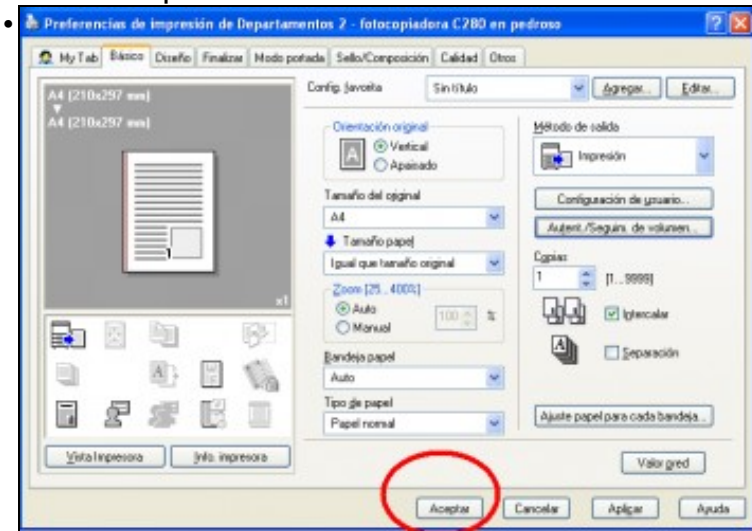 Preferencias de impresión de Departamentos 2 - fotocopiadora C280 en pedroso
My Tab Básico Diseño Finalizar Modo portada Sello/Composición Calidad Otros
A4 (210x297 mm)
A4 (210x297 mm)
x1
Vista Impresora Info. impresora
Config. favorita Sin título Agregar... Editar...
Orientación original
A Vertical
Apaisado
Tamaño del original
A4
Tamaño papel
Igual que tamaño original
Zoom [25...400%]
Auto
Manual
100 %
Bandeja papel
Auto
Tipo de papel
Papel normal
Método de salida
Impresión
Configuración de usuario...
Autent./Seguim. de volumen...
Copias
1 [1...9999]
Intercalar
Separación
Ajuste papel para cada bandeja...
Valor pred
Aceptar Cancelar Aplicar Ayuda